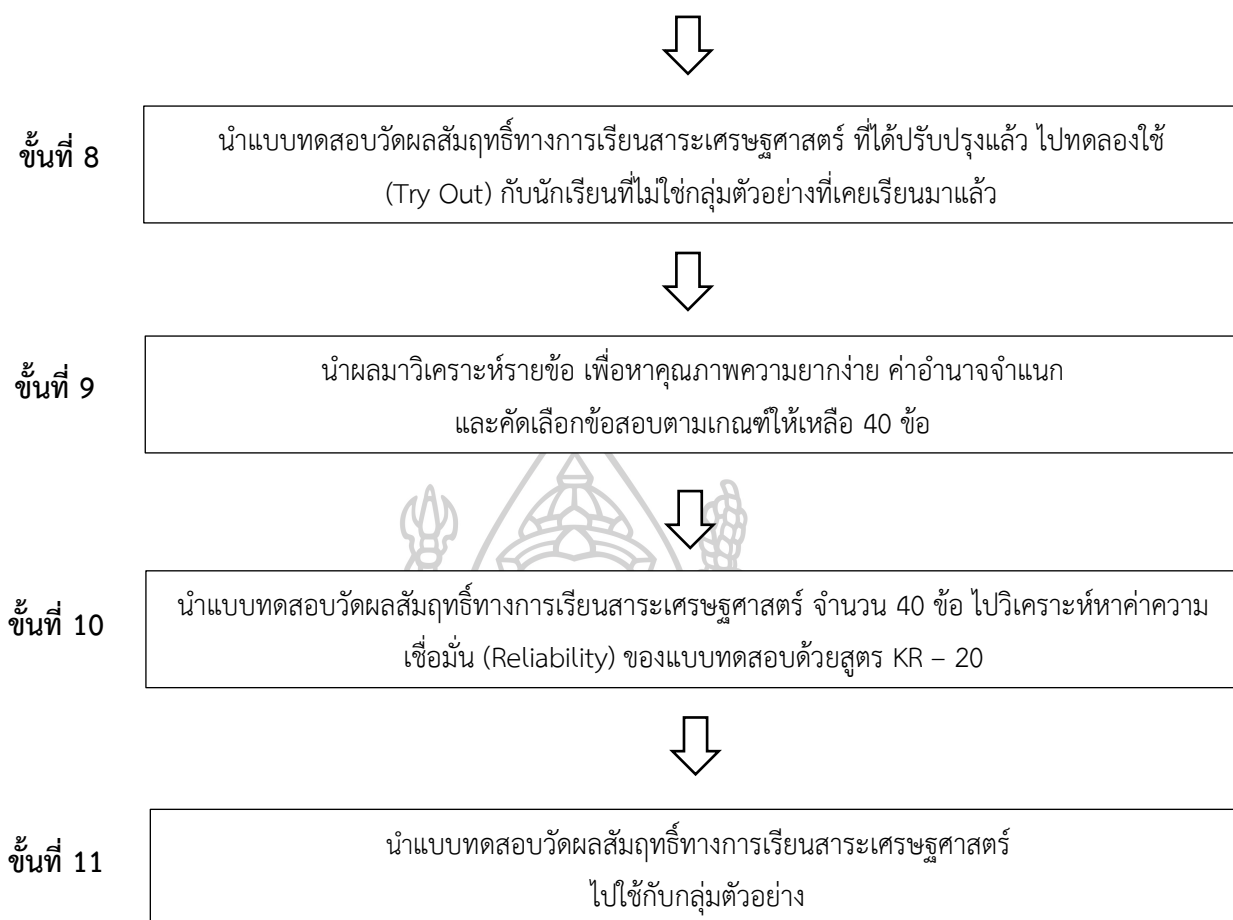 ขั้นที่ 8
นำแบบทดสอบวัดผลสัมฤทธิ์ทางการเรียนสาระเศรษฐศาสตร์ ที่ได้ปรับปรุงแล้ว ไปทดลองใช้
(Try Out) กับนักเรียนที่ไม่ใช่กลุ่มตัวอย่างที่เคยเรียนมาแล้ว
ขั้นที่ 9
นำผลมาวิเคราะห์รายข้อ เพื่อหาคุณภาพความยากง่าย ค่าอำนาจจำแนก
และคัดเลือกข้อสอบตามเกณฑ์ให้เหลือ 40 ข้อ
ขั้นที่ 10
นำแบบทดสอบวัดผลสัมฤทธิ์ทางการเรียนสาระเศรษฐศาสตร์ จำนวน 40 ข้อ ไปวิเคราะห์หาค่าความ
เชื่อมั่น (Reliability) ของแบบทดสอบด้วยสูตร KR – 20
ขั้นที่ 11
นำแบบทดสอบวัดผลสัมฤทธิ์ทางการเรียนสาระเศรษฐศาสตร์
ไปใช้กับกลุ่มตัวอย่าง